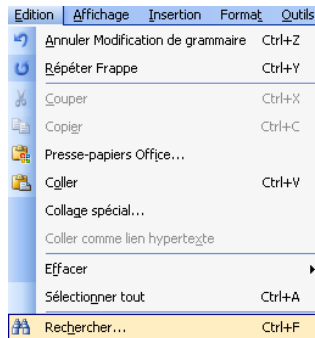 Edition Affichage Insertion Format Outils
Annuler Modification de grammaire Ctrl+Z
Répéter Frappe Ctrl+Y
Couper Ctrl+X
Copier Ctrl+C
Presse-papiers Office...
Coller Ctrl+V
Collage spécial...
Coller comme lien hypertexte
Effacer
Sélectionner tout Ctrl+A
Rechercher... Ctrl+F